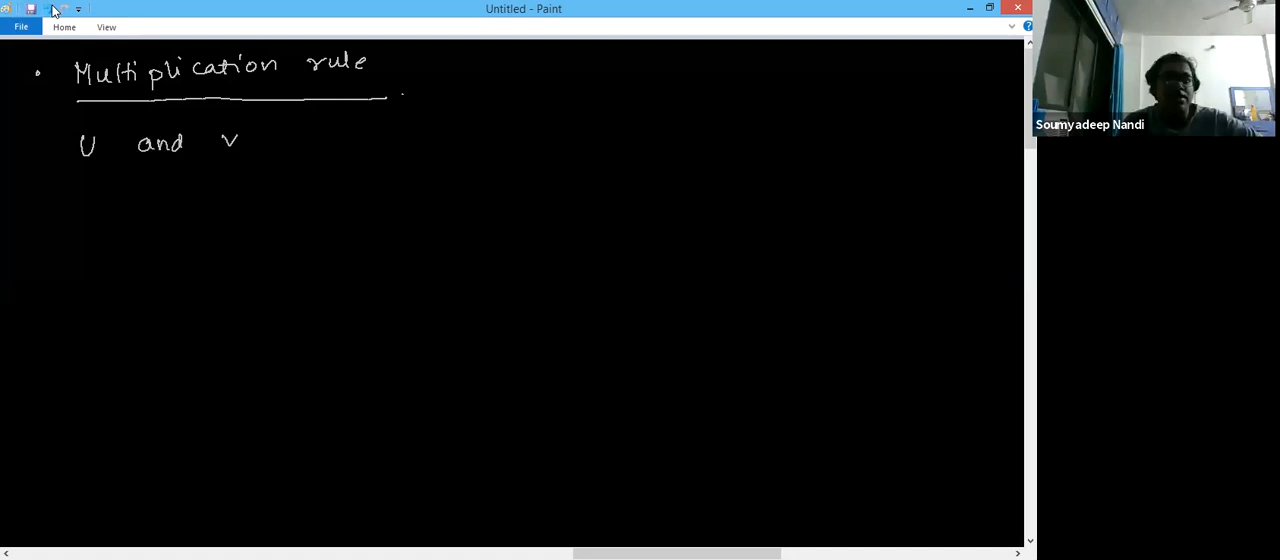 Untitled - Paint
File Home View
Multiplication rule
U and V
Soumyadeep Nandi